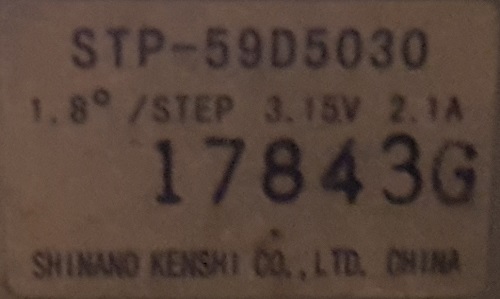 STP-59D5030
1.8° /STEP 3.15V 2.1A
17843G
SHINANO KENSHI CO.,LTD. CHINA